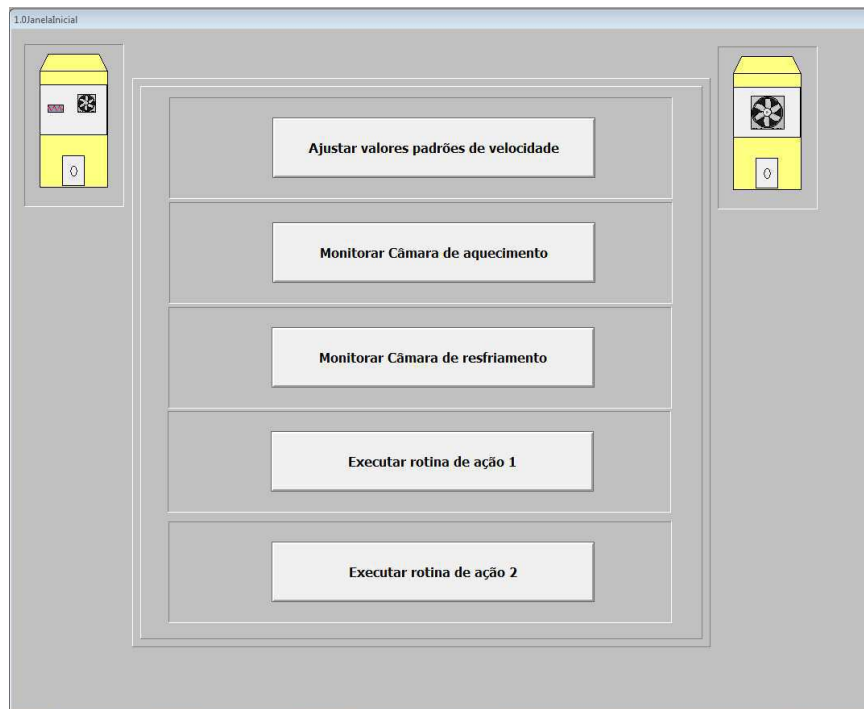 1.0JanelaInicial
Ajustar valores padrões de velocidade
Monitorar Câmara de aquecimento
Monitorar Câmara de resfriamento
Executar rotina de ação 1
Executar rotina de ação 2